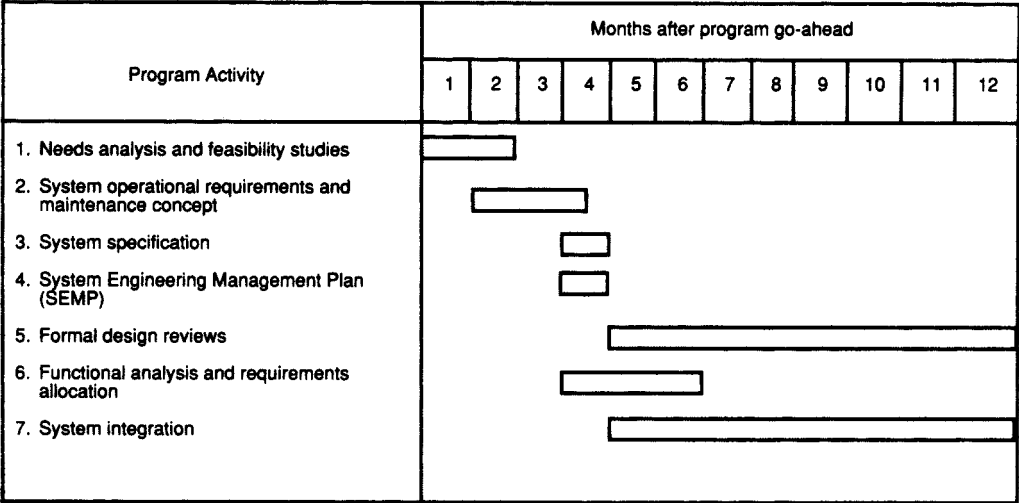 Months after program go-ahead
Program Activity
1 2 3 4 5 6 7 8 9 10 11 12
1. Needs analysis and feasibility studies
2. System operational requirements and
maintenance concept
3. System specification
4. System Engineering Management Plan
(SEMP)
5. Formal design reviews
6. Functional analysis and requirements
allocation
7. System integration